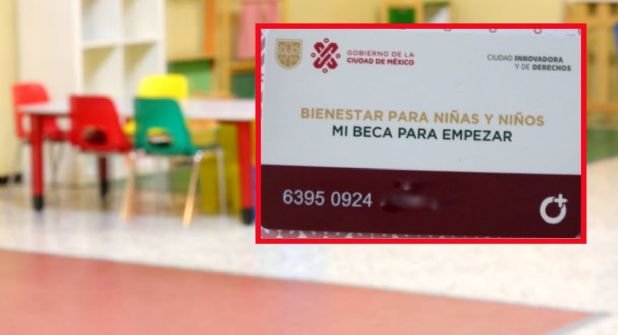 GOBIERNO DE LA
CIUDAD DE MÉXICO
CIUDAD INNOVADORA
Y DE DERECHOS
BIENESTAR PARA NIÑAS Y NIÑOS
MI BECA PARA EMPEZAR
6395 0924